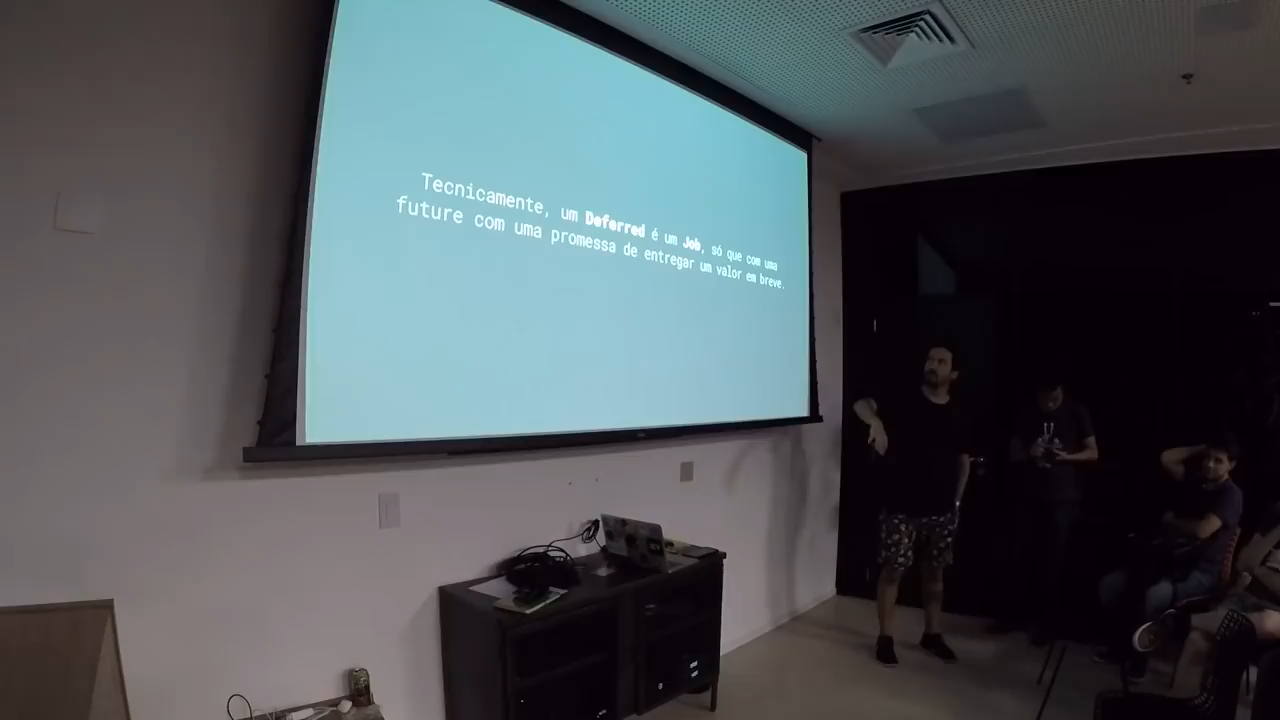 Tecnicamente, um Deferred é um Job, só que com uma
future com uma promessa de entregar um valor em breve.